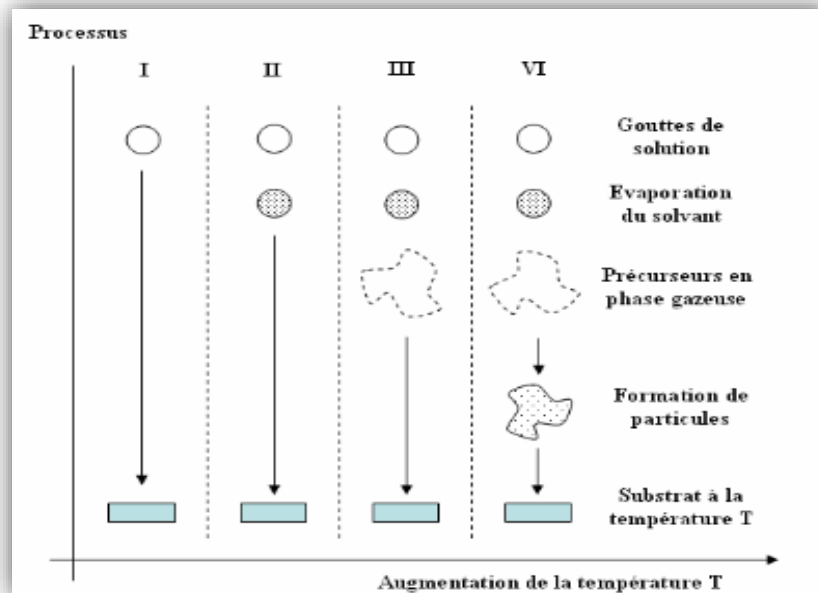 Processus
I
II
III
VI
Gouttes de
solution
Evaporation
du solvant
Précurseurs en
phase gazeuse
Formation de
particules
Substrat à la
température T
Augmentation de la température T